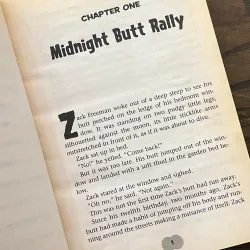 CHAPTER ONE
Midnight Butt Rally
Zack Freeman woke out of a deep sleep to see his
butt perched on the ledge of his bedroom win-
dow. It was standing on two pudgy little legs,
silhouetted against the moon, its little sticklike arms
outstretched in front of it, as if it was about to dive.
Zack sat up in bed.
"No!" he yelled. "Come back!"
But it was too late. His butt jumped out of the win-
dow and landed with a soft thud in the garden bed be-
low.
Zack stared at the window and sighed.
"Oh no," he said. "Not again."
This was not the first time Zack's butt had run away.
Since his twelfth birthday, two months ago, Zack's
butt had made a habit of jumping off his body and run-
ning around the streets making a nuisance of itself. Zack
1